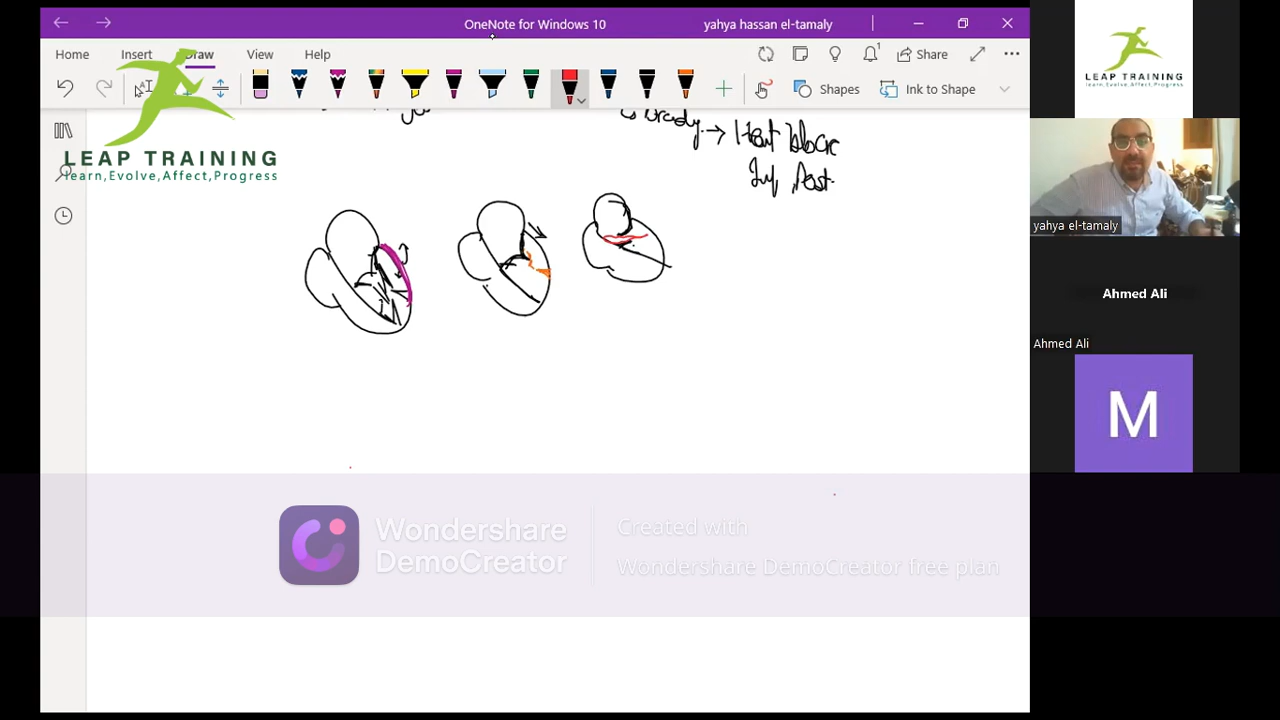 OneNote for Windows 10
yahya hassan el-tamaly
Home Insert Draw View Help
Share
Shapes
Ink to Shape
LEAP TRAINING
learn,Evolve,Affect,Progress
brady → Heart block
Inf, Post.
Wondershare
DemoCreator
Created with
Wondershare DemoCreator free plan
LEAP TRAINING
learn,Evolve,Affect,Progress
yahya el-tamaly
Ahmed Ali
Ahmed Ali
M